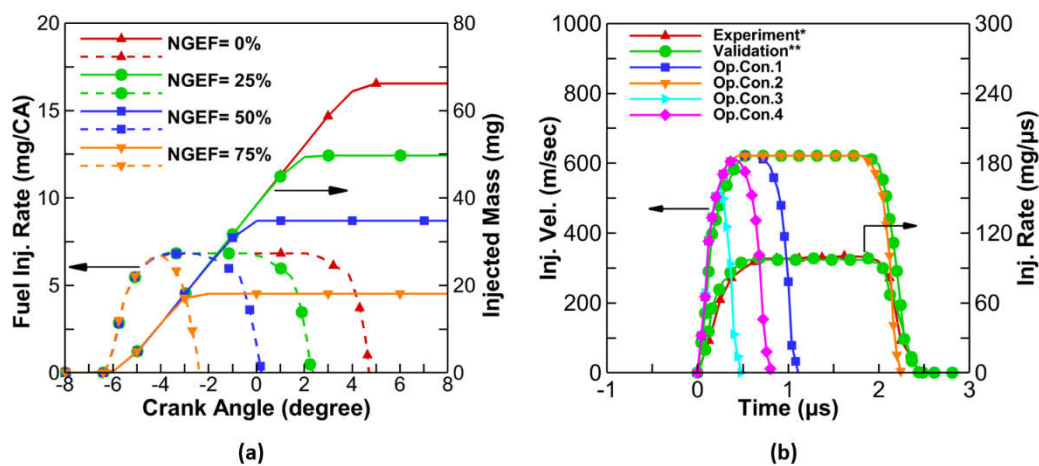 20
15
10
5
0
Fuel Inj. Rate (mg/CA)
NGEF= 0%
NGEF= 25%
NGEF= 50%
NGEF= 75%
80
60
40
20
0
Injected Mass (mg)
-8 -6 -4 -2 0 2 4 6 8
Crank Angle (degree)
(a)
1000
800
600
400
200
0
Inj. Vel. (m/sec)
Experiment*
Validation**
Op.Con.1
Op.Con.2
Op.Con.3
Op.Con.4
300
240
180
120
60
0
Inj. Rate (mg/µs)
-1 0 1 2 3
Time (µs)
(b)